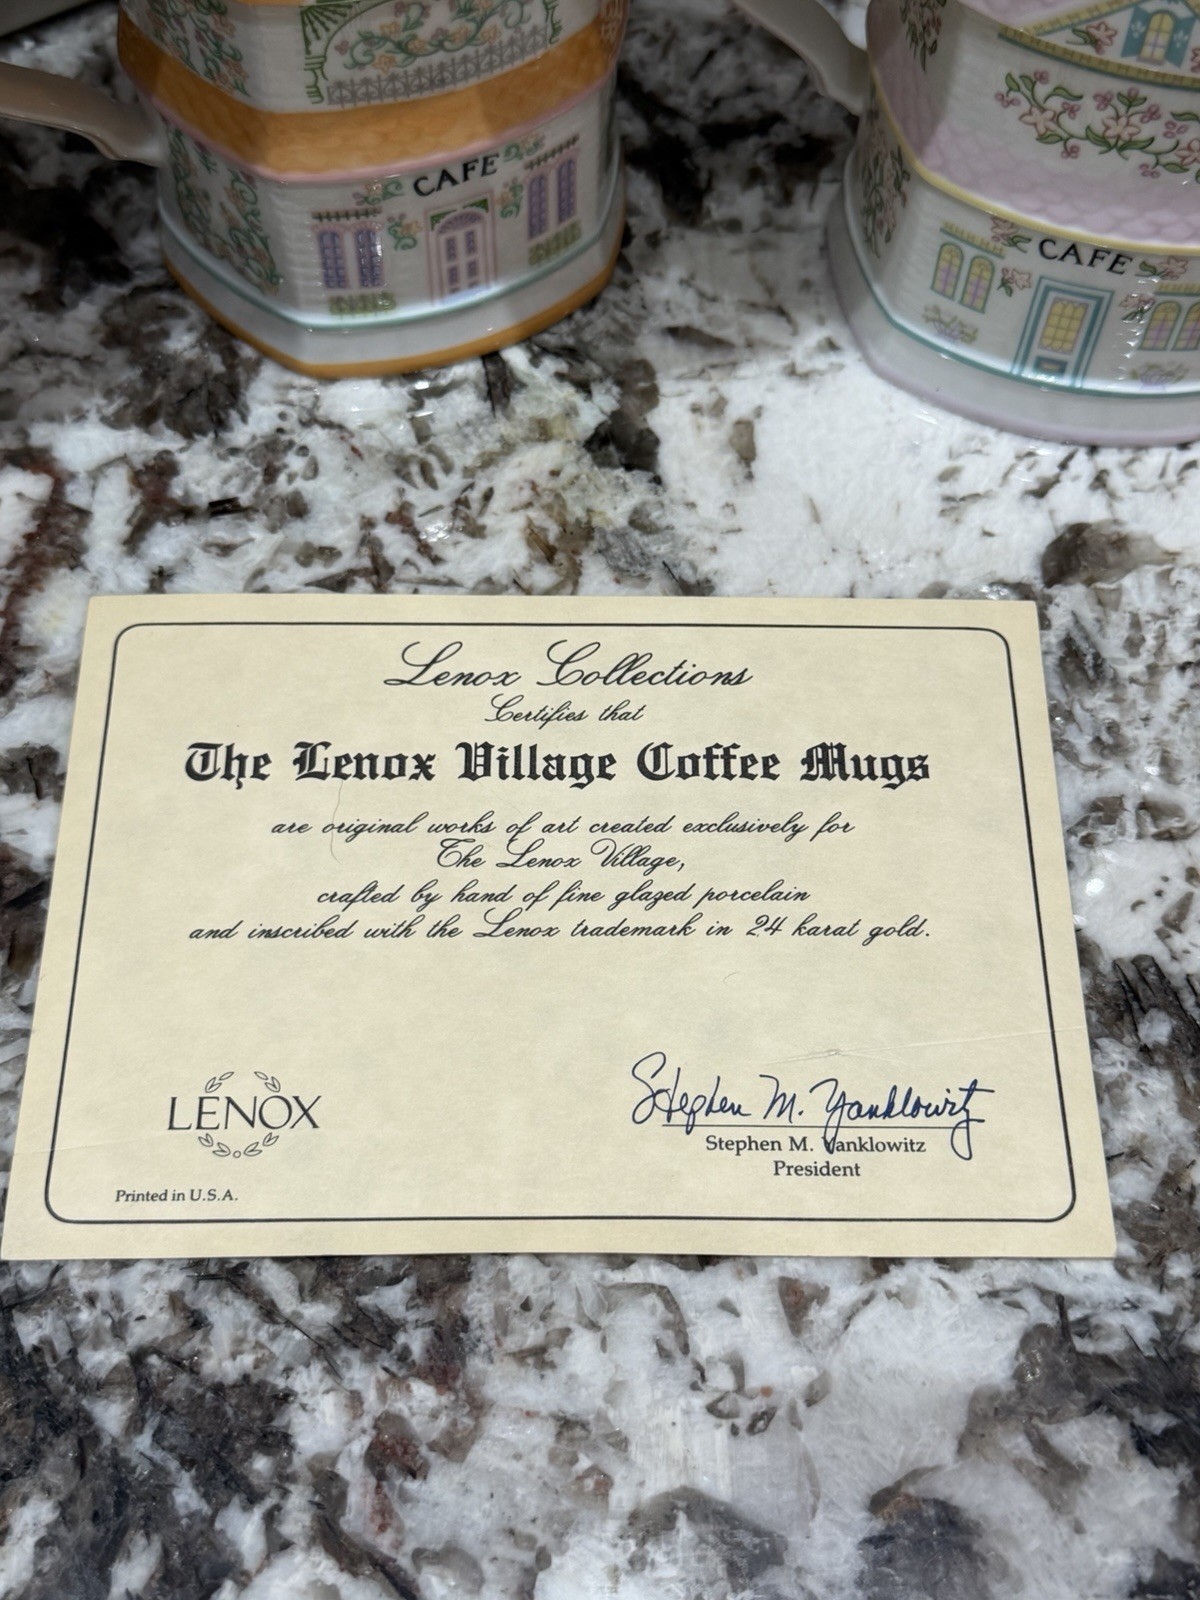 CAFE
CAFE
Lenox Collections
Certifies that
The Lenox Village Coffee Mugs
are original works of art created exclusively for
The Lenox Village,
crafted by hand of fine glazed porcelain
and inscribed with the Lenox trademark in 24 karat gold.
LENOX
Printed in U.S.A.
Stephen M. Yanklowitz
Stephen M. Yanklowitz
President